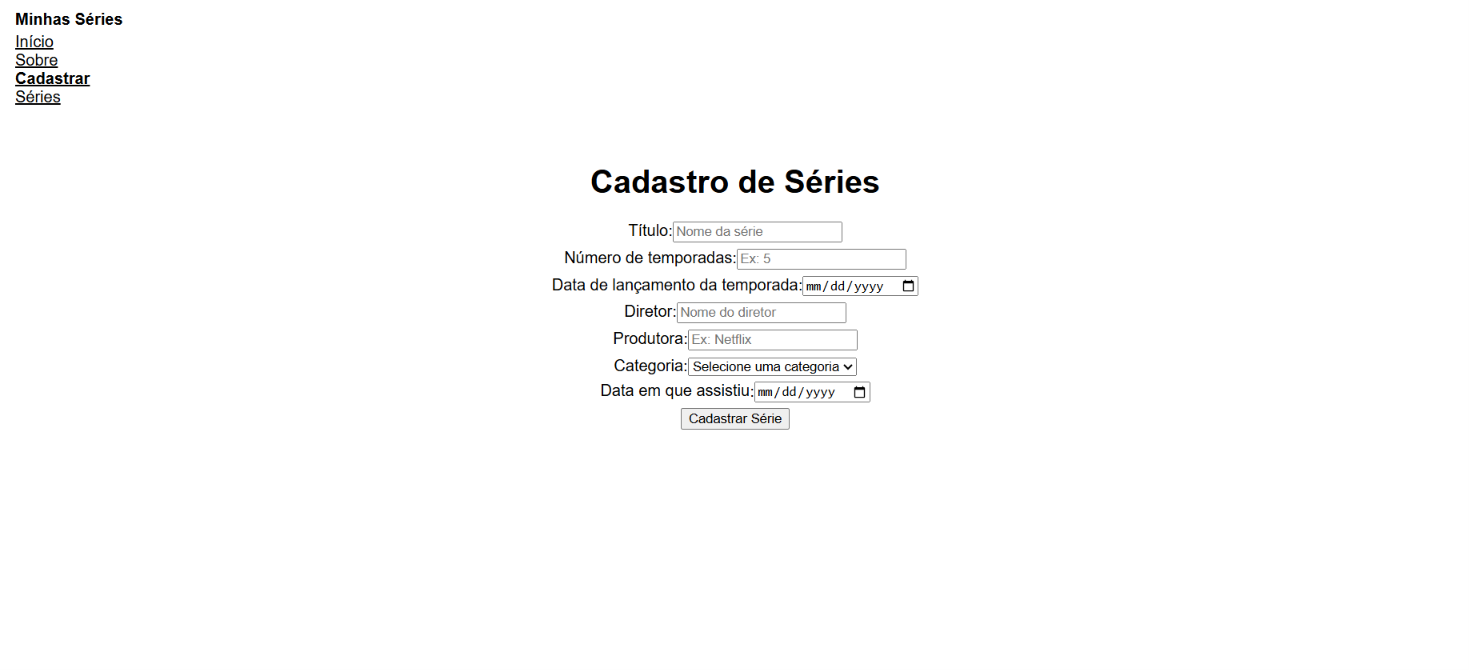 Minhas Séries
Início
Sobre
Cadastrar
Séries
Cadastro de Séries
Título: Nome da série
Número de temporadas: Ex: 5
Data de lançamento da temporada: mm/dd/yyyy
Diretor: Nome do diretor
Produtora: Ex: Netflix
Categoria: Selecione uma categoria
Data em que assistiu: mm/dd/yyyy
Cadastrar Série